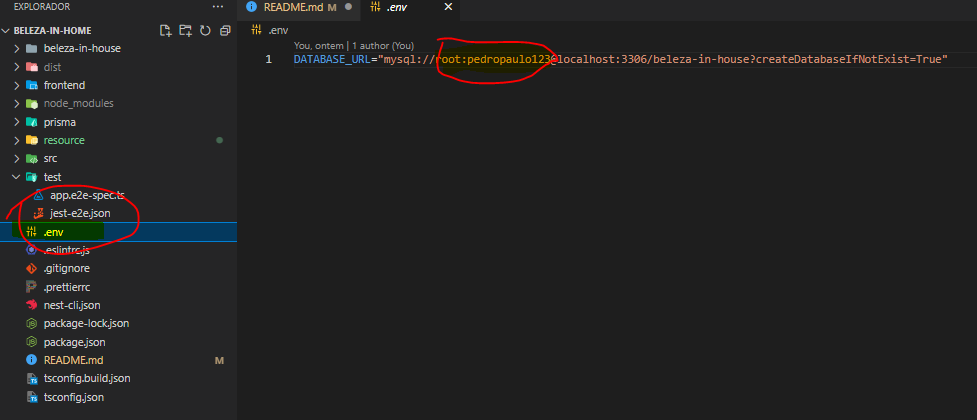 EXPLORADOR ...
BELEZA-IN-HOME
beleza-in-house
dist
frontend
node_modules
prisma
resource
src
test
app.e2e-spec.ts
jest-e2e.json
.env
.eslintrc.js
.gitignore
.prettierrc
nest-cli.json
package-lock.json
package.json
README.md M
tsconfig.build.json
tsconfig.json
README.md M
.env
.env
You, ontem | 1 author (You)
1 DATABASE_URL="mysql://root:pedropaulo123@localhost:3306/beleza-in-house?createDatabaseIfNotExist=True"